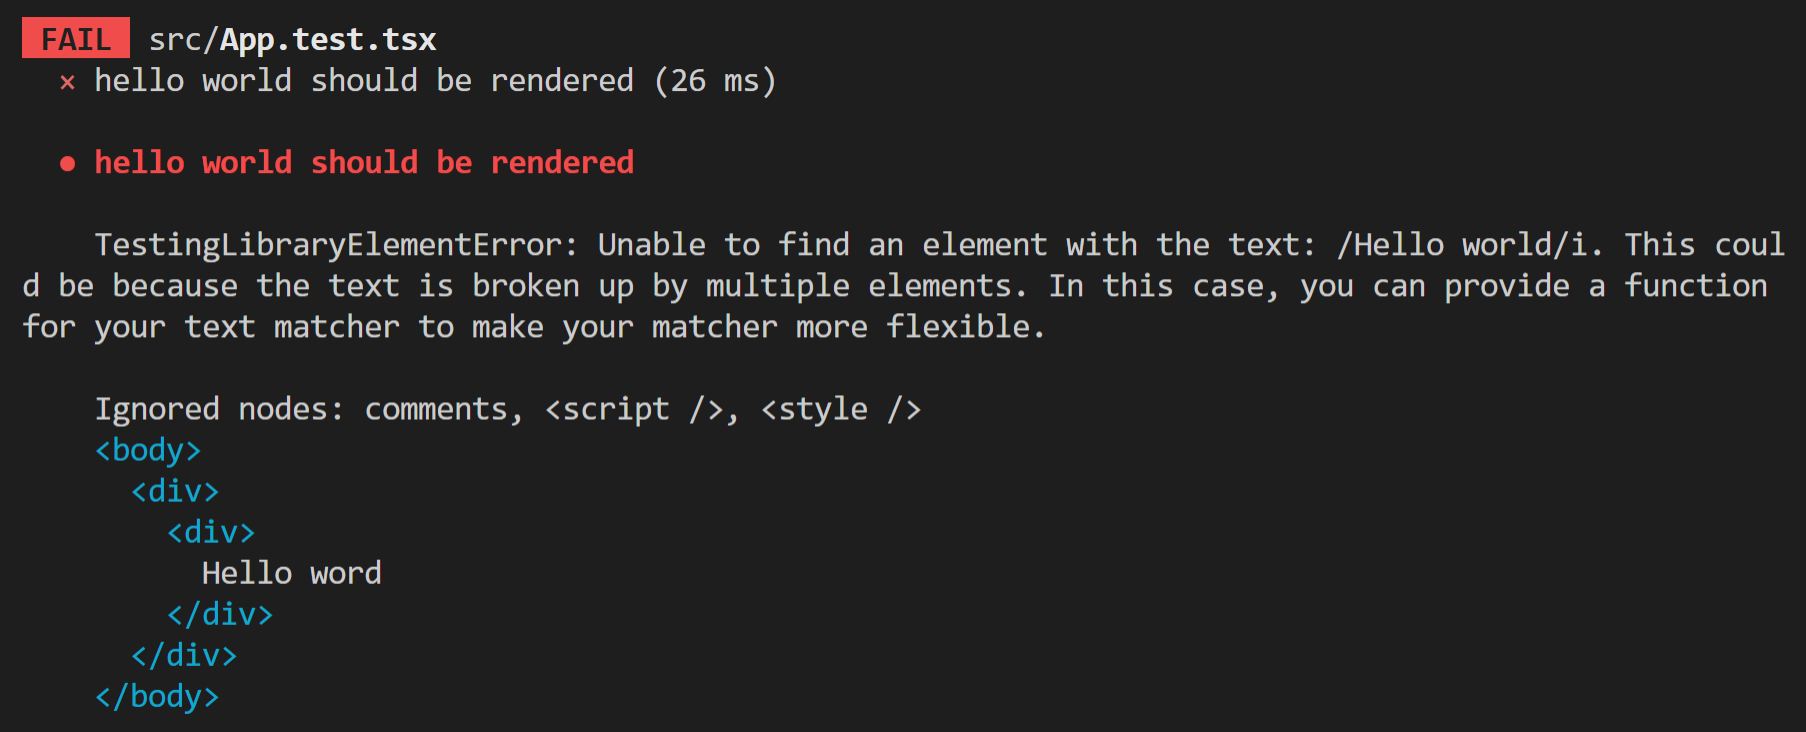 FAIL src/App.test.tsx
× hello world should be rendered (26 ms)
● hello world should be rendered
TestingLibraryElementError: Unable to find an element with the text: /Hello world/i. This coul
d be because the text is broken up by multiple elements. In this case, you can provide a function
for your text matcher to make your matcher more flexible.
Ignored nodes: comments, <script />, <style />
<body>
<div>
<div>
Hello word
</div>
</div>
</body>